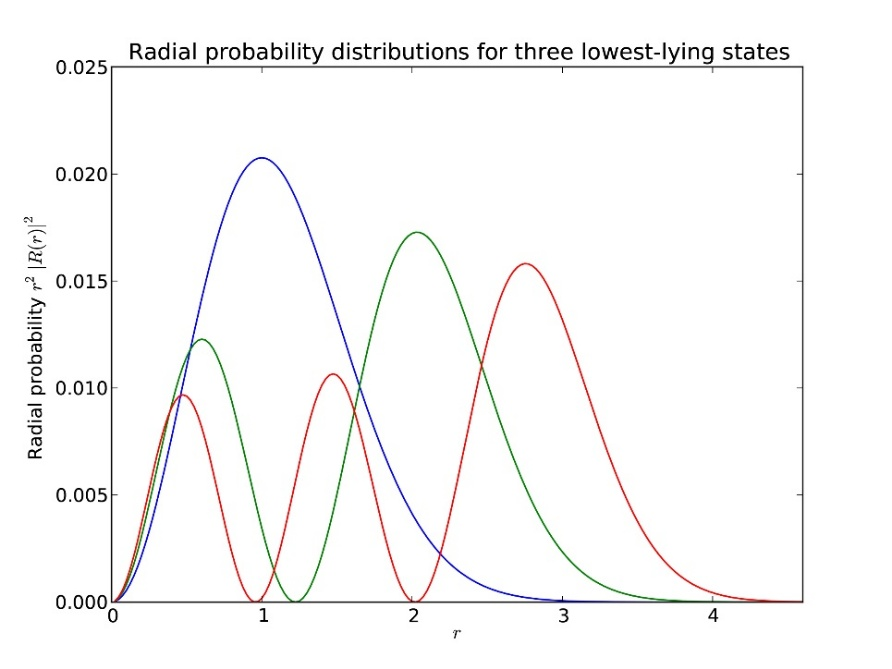 Radial probability distributions for three lowest-lying states
Radial probability r² |R(r)|²
0.025
0.020
0.015
0.010
0.005
0.000
0 1 2 3 4
r